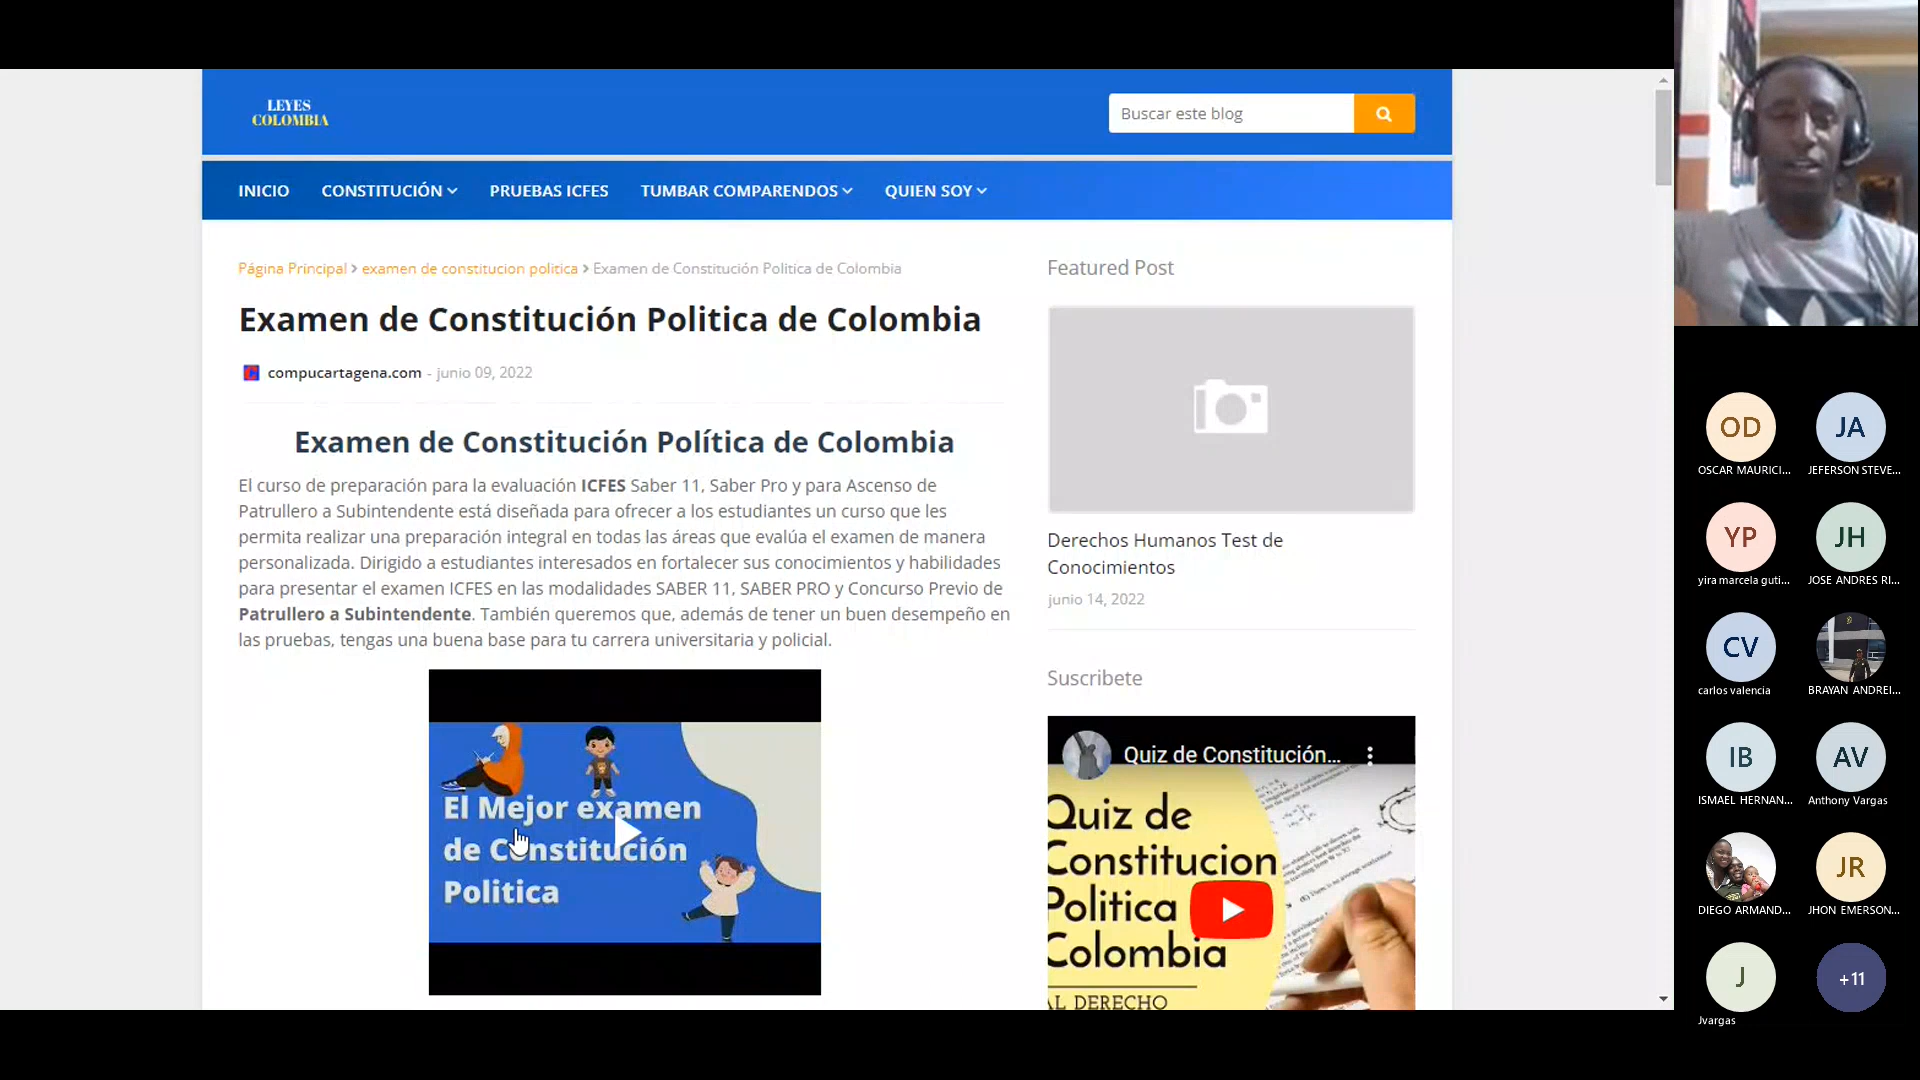 LEYES
COLOMBIA
Buscar este blog
INICIO CONSTITUCIÓN PRUEBAS ICFES TUMBAR COMPARENDOS QUIEN SOY
Página Principal > examen de constitucion politica > Examen de Constitución Politica de Colombia
Examen de Constitución Politica de Colombia
compucartagena.com - junio 09, 2022
Examen de Constitución Política de Colombia
El curso de preparación para la evaluación ICFES Saber 11, Saber Pro y para Ascenso de
Patrullero a Subintendente está diseñada para ofrecer a los estudiantes un curso que les
permita realizar una preparación integral en todas las áreas que evalúa el examen de manera
personalizada. Dirigido a estudiantes interesados en fortalecer sus conocimientos y habilidades
para presentar el examen ICFES en las modalidades SABER 11, SABER PRO y Concurso Previo de
Patrullero a Subintendente. También queremos que, además de tener un buen desempeño en
las pruebas, tengas una buena base para tu carrera universitaria y policial.
El Mejor examen
de Constitución
Politica
Featured Post
Derechos Humanos Test de
Conocimientos
junio 14, 2022
Suscribete
Quiz de Constitución...
Quiz de
Constitucion
Politica
Colombia
AL DERECHO
OD JA
OSCAR MAURICI... JEFERSON STEVE...
YP JH
yira marcela guti... JOSE ANDRES RI...
CV
carlos valencia BRAYAN ANDREI...
IB AV
ISMAEL HERNAN... Anthony Vargas
JR
DIEGO ARMAND... JHON EMERSON...
J +11
Jvargas